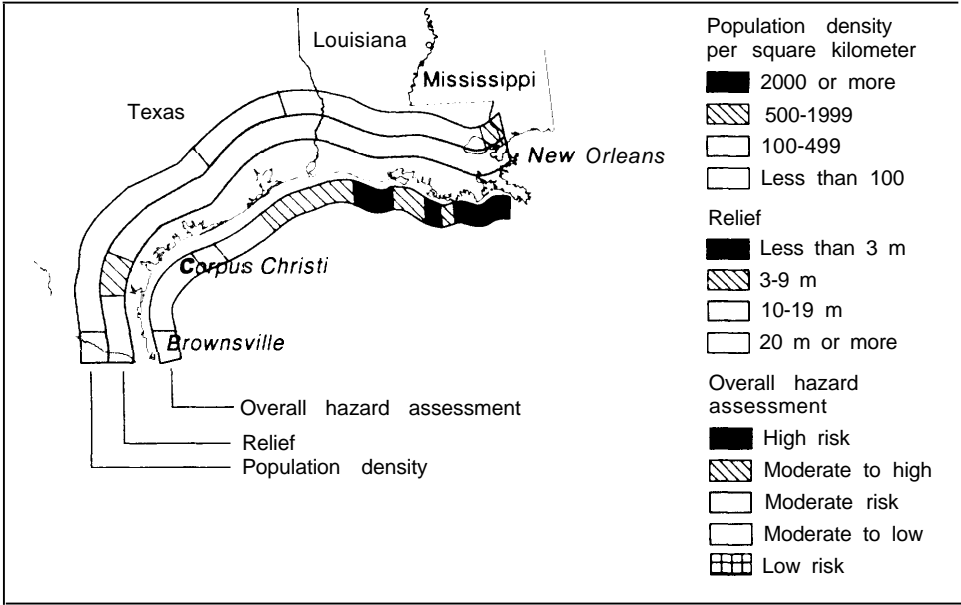 Louisiana
Mississippi
Texas
New Orleans
Corpus Christi
Brownsville
Overall hazard assessment
Relief
Population density
Population density
per square kilometer
2000 or more
500-1999
100-499
Less than 100
Relief
Less than 3 m
3-9 m
10-19 m
20 m or more
Overall hazard
assessment
High risk
Moderate to high
Moderate risk
Moderate to low
Low risk